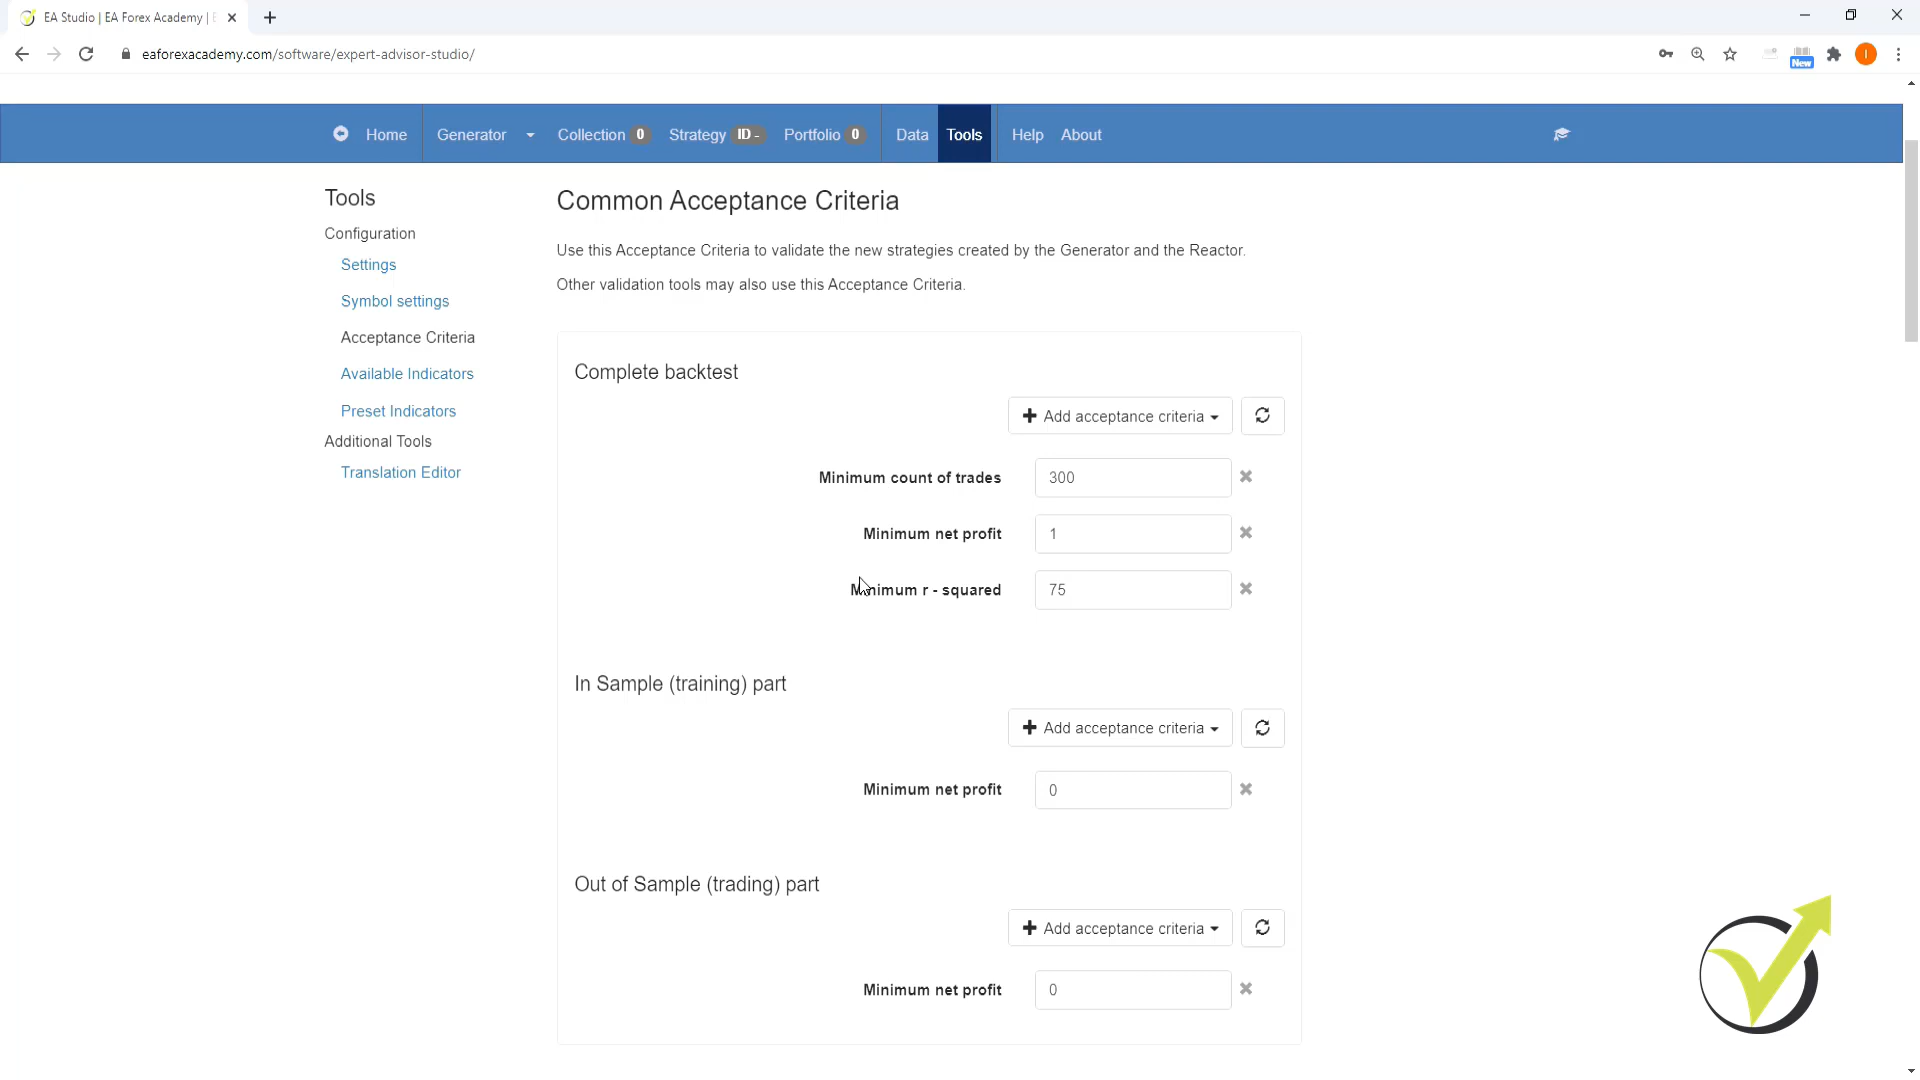 EA Studio | EA Forex Academy |
eaforexacademy.com/software/expert-advisor-studio/
New
I
Home Generator Collection 0 Strategy ID - Portfolio 0 Data Tools Help About
Tools
Configuration
Settings
Symbol settings
Acceptance Criteria
Available Indicators
Preset Indicators
Additional Tools
Translation Editor
Common Acceptance Criteria
Use this Acceptance Criteria to validate the new strategies created by the Generator and the Reactor.
Other validation tools may also use this Acceptance Criteria.
Complete backtest
Add acceptance criteria
Minimum count of trades 300
Minimum net profit 1
Minimum r - squared 75
In Sample (training) part
Add acceptance criteria
Minimum net profit 0
Out of Sample (trading) part
Add acceptance criteria
Minimum net profit 0